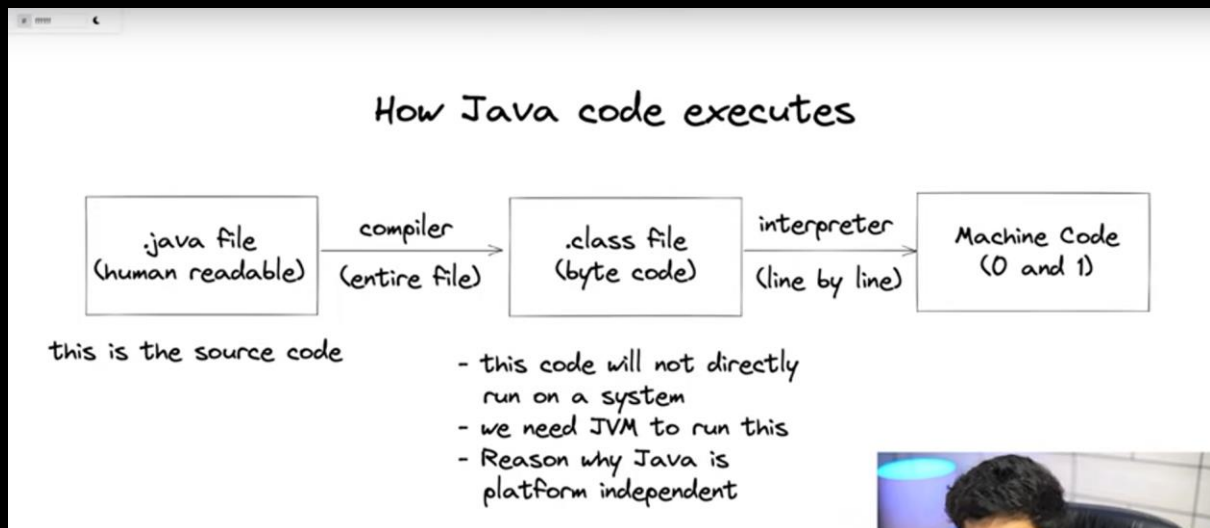 How Java code executes
.java file
(human readable)
compiler
(entire file)
.class file
(byte code)
interpreter
(line by line)
Machine Code
(0 and 1)
this is the source code
- this code will not directly
run on a system
- we need JVM to run this
- Reason why Java is
platform independent